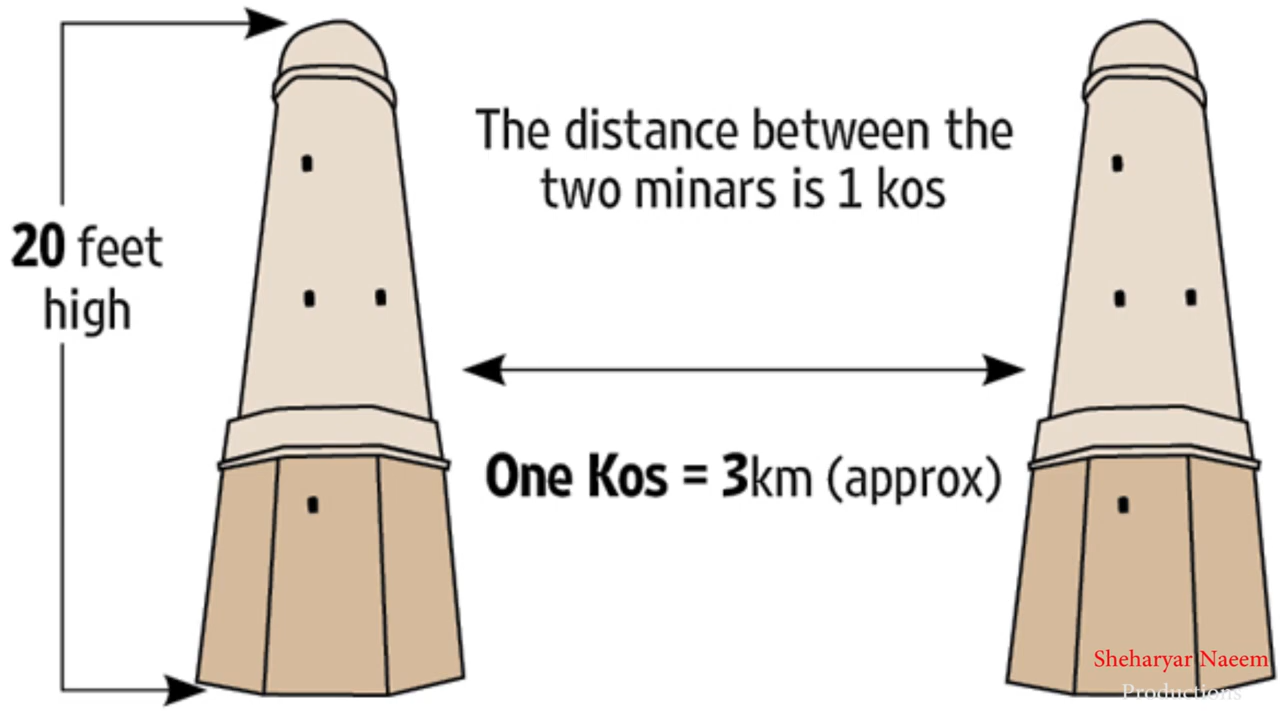 The distance between the
two minars is 1 kos
20 feet
high
One Kos = 3km (approx)
Sheharyar Naeem
Productions